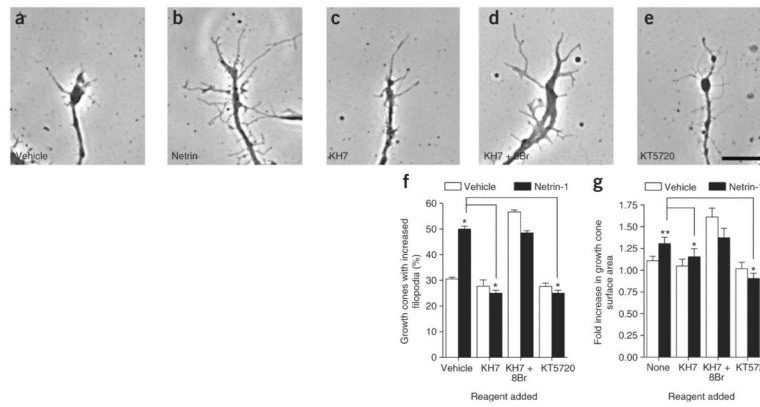 a b c d e
Vehicle Netrin KH7 KH7 + 8Br KT5720
f Vehicle Netrin-1
Growth cones with increased
filopodia (%)
60
50
40
30
20
10
0
* * *
Vehicle KH7 KH7 + KT5720
8Br
Reagent added
g Vehicle Netrin-1
Fold increase in growth cone
surface area
1.75
1.50
1.25
1.00
0.75
0.50
0.25
0.00
** * *
None KH7 KH7 + KT572
8Br
Reagent added